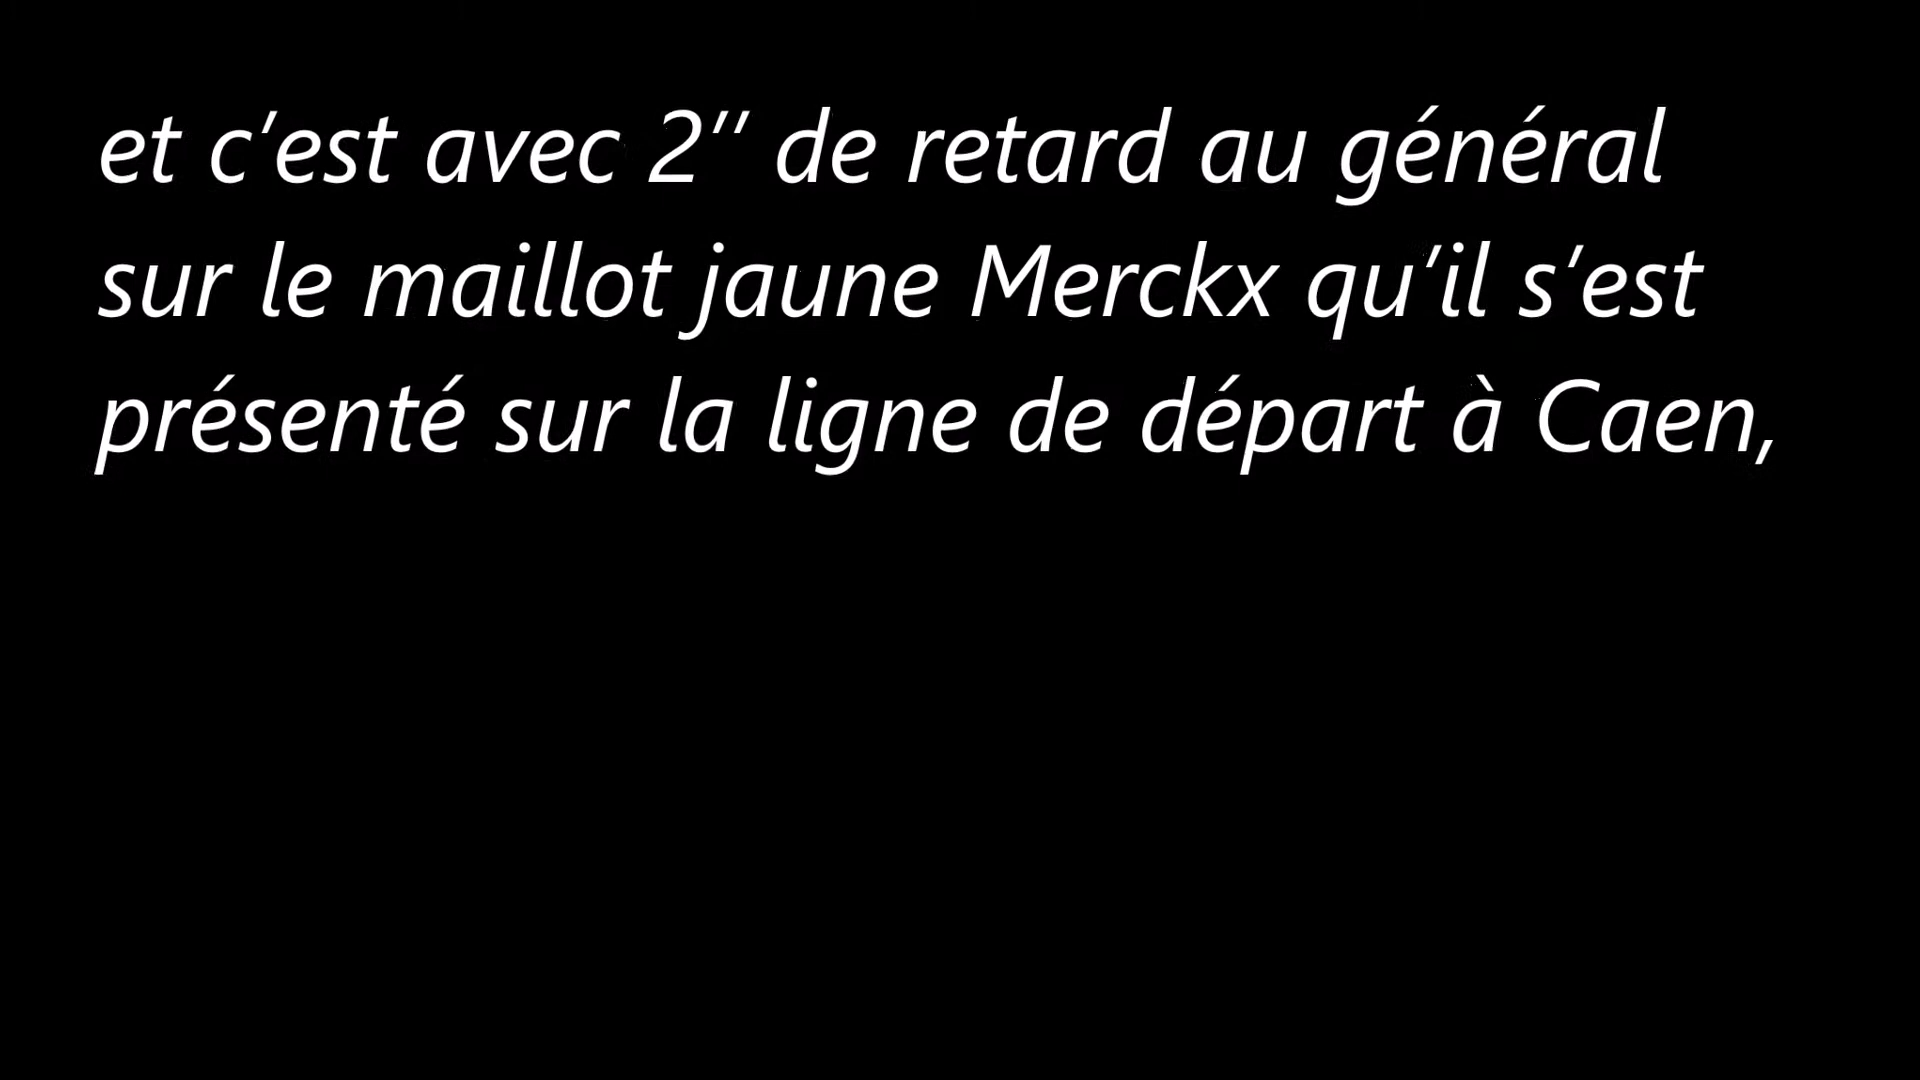 et c’est avec 2’’ de retard au général
sur le maillot jaune Merckx qu’il s’est
présenté sur la ligne de départ à Caen,